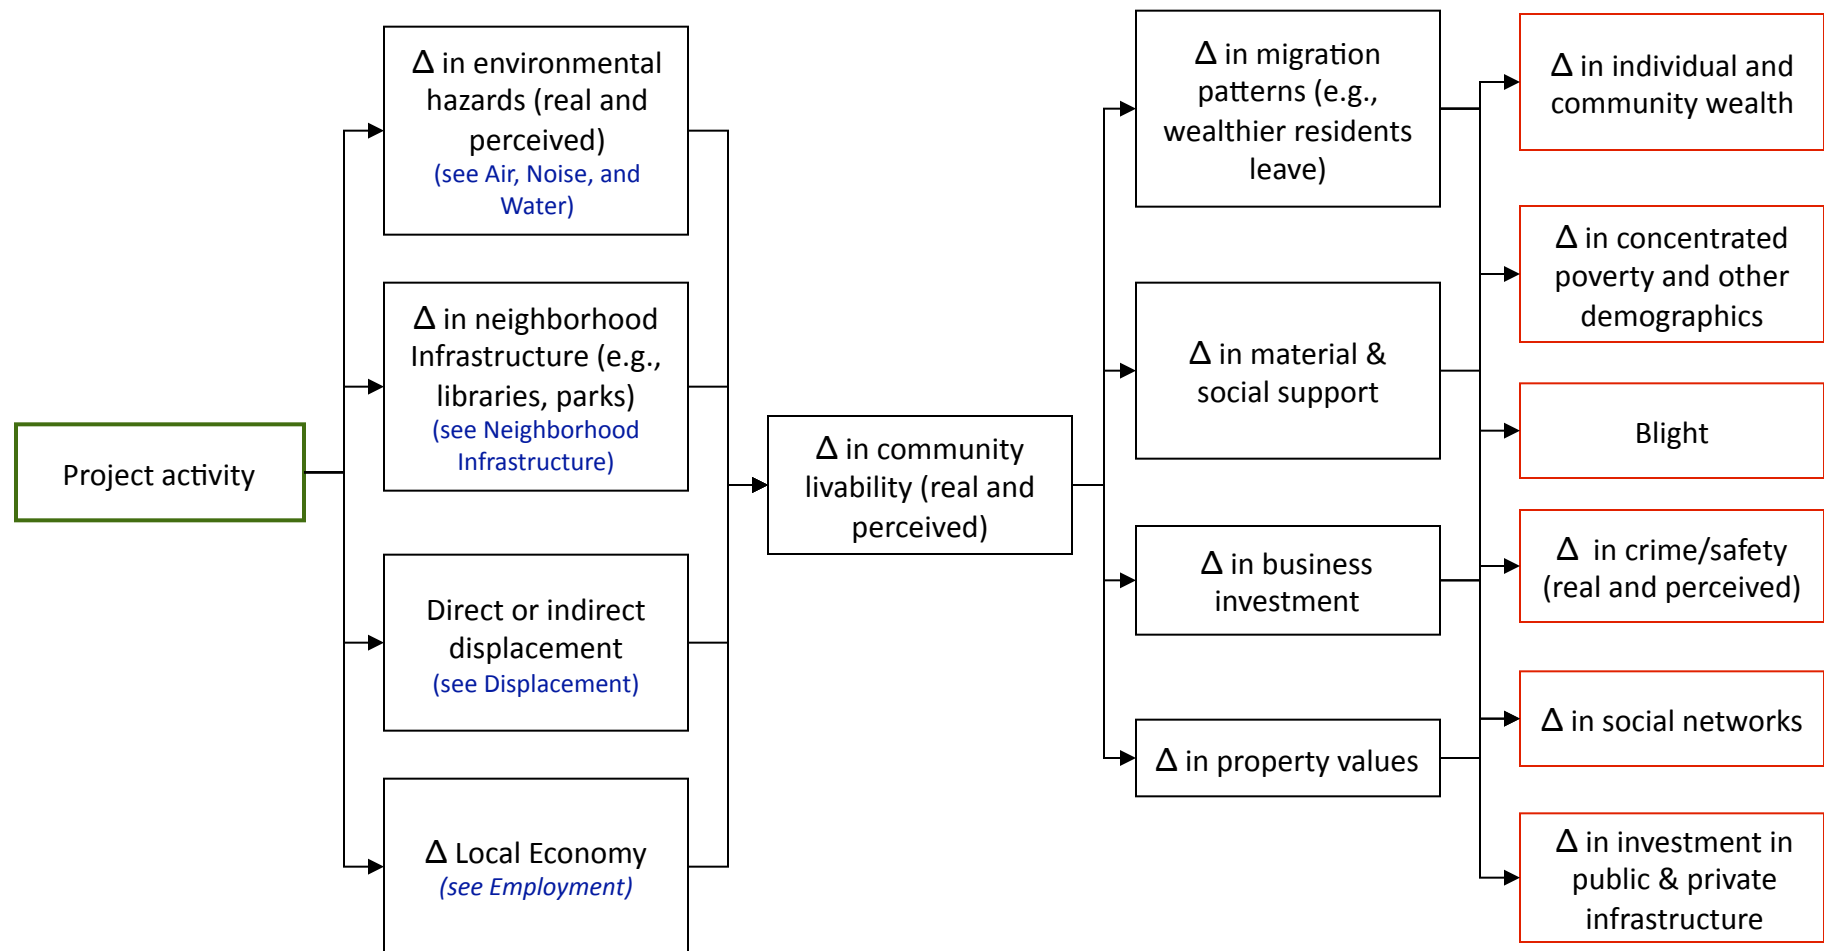 Project activity
Δ in environmental
hazards (real and
perceived)
(see Air, Noise, and
Water)
Δ in neighborhood
Infrastructure (e.g.,
libraries, parks)
(see Neighborhood
Infrastructure)
Direct or indirect
displacement
(see Displacement)
Δ Local Economy
(see Employment)
Δ in community
livability (real and
perceived)
Δ in migration
patterns (e.g.,
wealthier residents
leave)
Δ in material &
social support
Δ in business
investment
Δ in property values
Δ in individual and
community wealth
Δ in concentrated
poverty and other
demographics
Blight
Δ in crime/safety
(real and perceived)
Δ in social networks
Δ in investment in
public & private
infrastructure